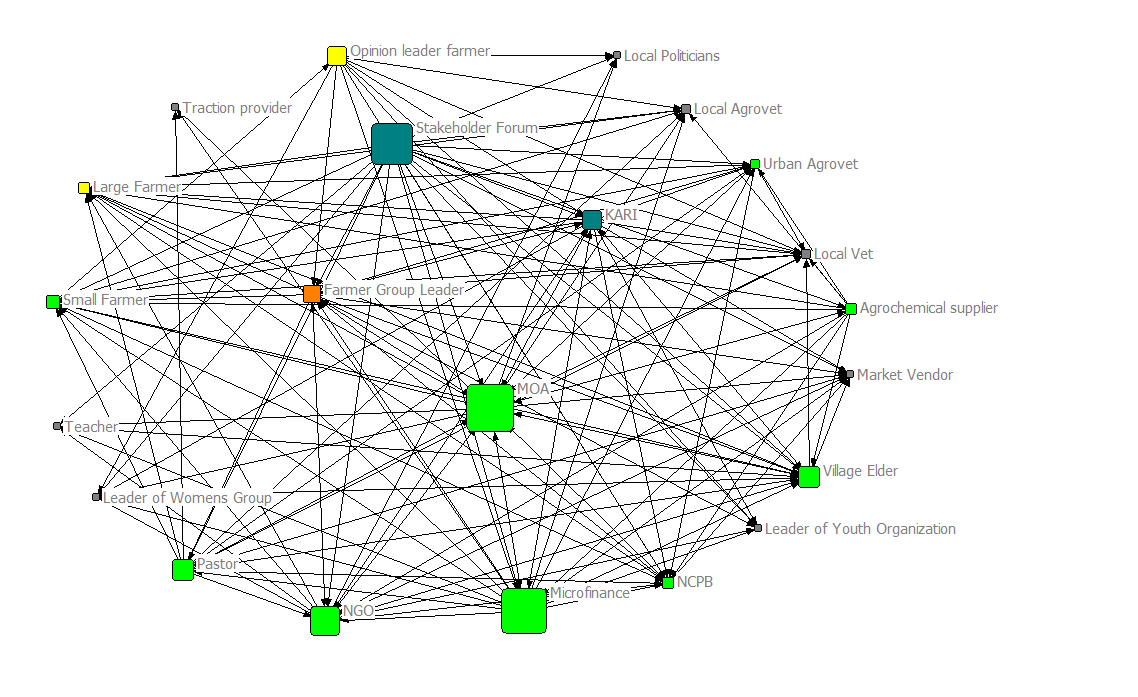 Opinion leader farmer
Local Politicians
Traction provider
Local Agrovet
Stakeholder Forum
Urban Agrovet
Large Farmer
KARI
Local Vet
Farmer Group Leader
Small Farmer
Agrochemical supplier
Market Vendor
MOA
Teacher
Village Elder
Leader of Womens Group
Leader of Youth Organization
Pastor
NCPB
Microfinance
NGO